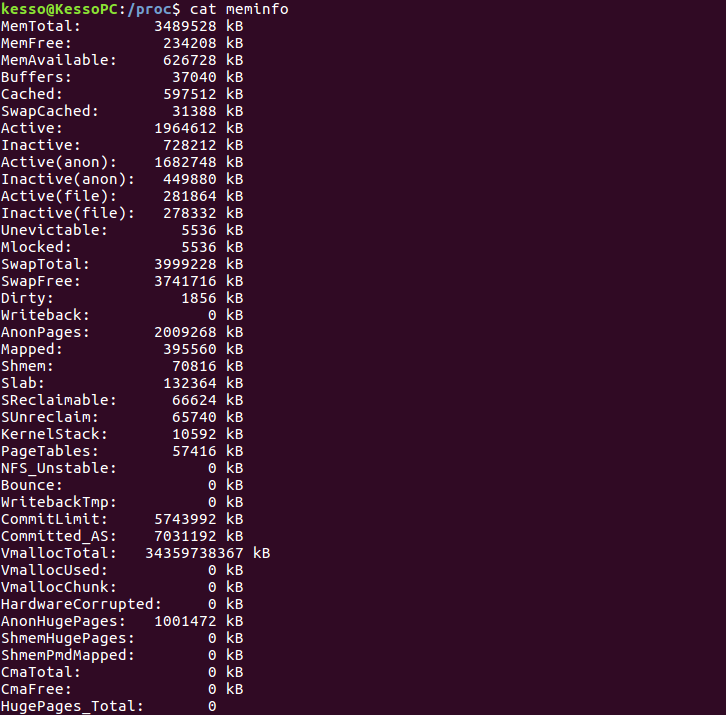 kesso@KessoPC:/proc$ cat meminfo
MemTotal:        3489528 kB
MemFree:          234208 kB
MemAvailable:     626728 kB
Buffers:           37040 kB
Cached:           597512 kB
SwapCached:        31388 kB
Active:          1964612 kB
Inactive:         728212 kB
Active(anon):    1682748 kB
Inactive(anon):   449880 kB
Active(file):     281864 kB
Inactive(file):   278332 kB
Unevictable:        5536 kB
Mlocked:            5536 kB
SwapTotal:       3999228 kB
SwapFree:        3741716 kB
Dirty:              1856 kB
Writeback:             0 kB
AnonPages:       2009268 kB
Mapped:           395560 kB
Shmem:             70816 kB
Slab:             132364 kB
SReclaimable:      66624 kB
SUnreclaim:        65740 kB
KernelStack:       10592 kB
PageTables:        57416 kB
NFS_Unstable:          0 kB
Bounce:                0 kB
WritebackTmp:          0 kB
CommitLimit:     5743992 kB
Committed_AS:    7031192 kB
VmallocTotal:   34359738367 kB
VmallocUsed:           0 kB
VmallocChunk:          0 kB
HardwareCorrupted:     0 kB
AnonHugePages:   1001472 kB
ShmemHugePages:        0 kB
ShmemPmdMapped:        0 kB
CmaTotal:              0 kB
CmaFree:               0 kB
HugePages_Total:       0